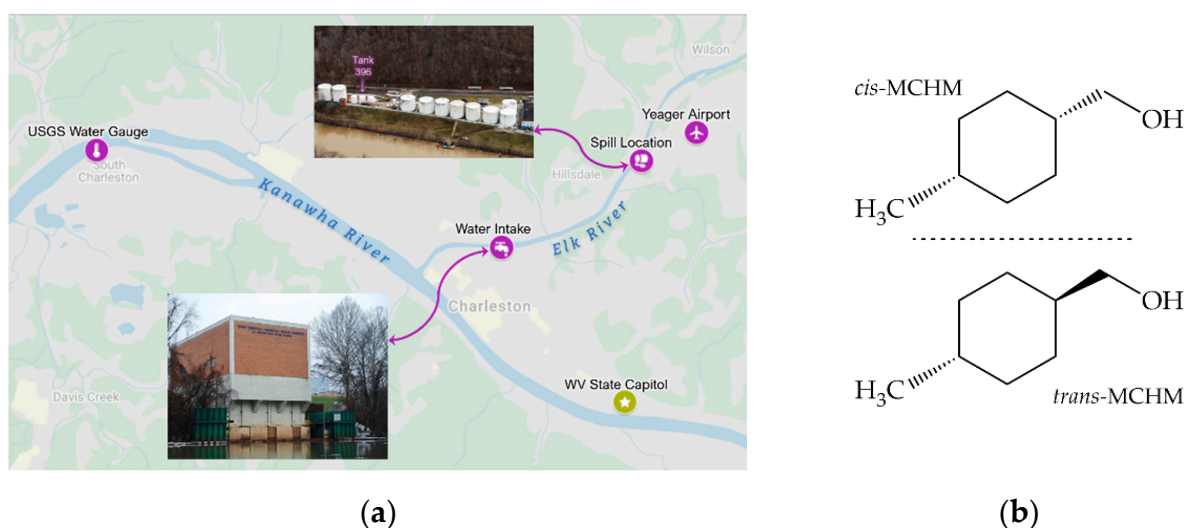 Tank
396
Wilson
Yeager Airport
Spill Location
Hillsdale
USGS Water Gauge
South
Charleston
Kanawha River
Elk River
Water Intake
Charleston
WV State Capitol
Davis Creek
(a)
cis-MCHM
OH
H₃C
OH
H₃C
trans-MCHM
(b)